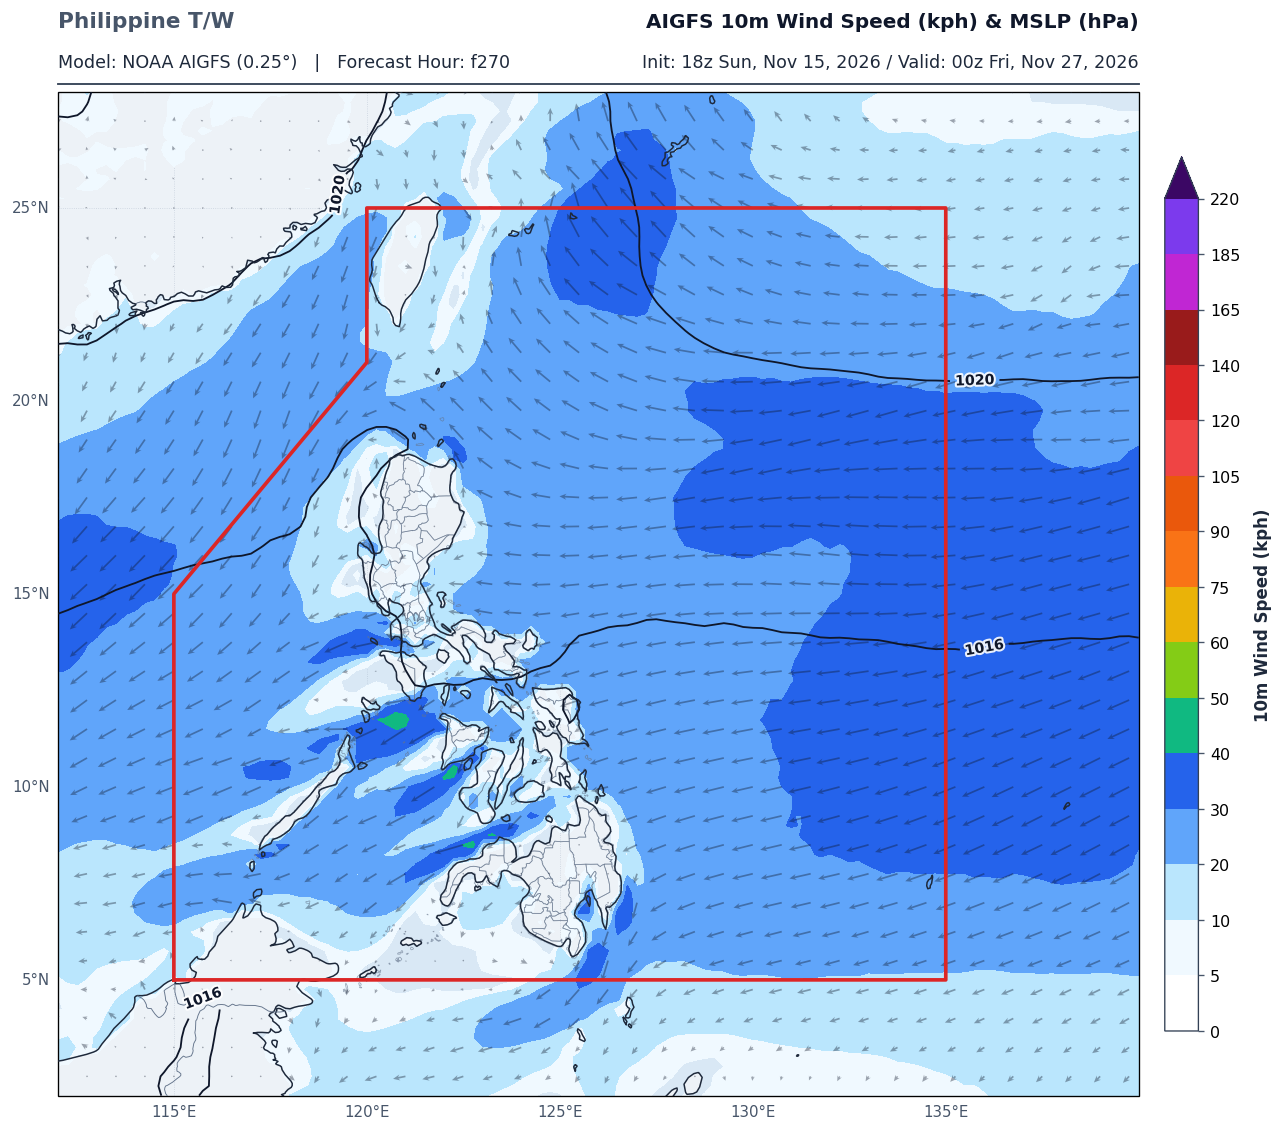 Philippine T/W
AIGFS 10m Wind Speed (kph) & MSLP (hPa)
Model: NOAA AIGFS (0.25°)   |   Forecast Hour: f270
Init: 18z Sun, Nov 15, 2026 / Valid: 00z Fri, Nov 27, 2026
25°N
20°N
15°N
10°N
5°N
1020
1020
1016
1016
115°E
120°E
125°E
130°E
135°E
220
185
165
140
120
105
90
75
60
50
40
30
20
10
5
0
10m Wind Speed (kph)